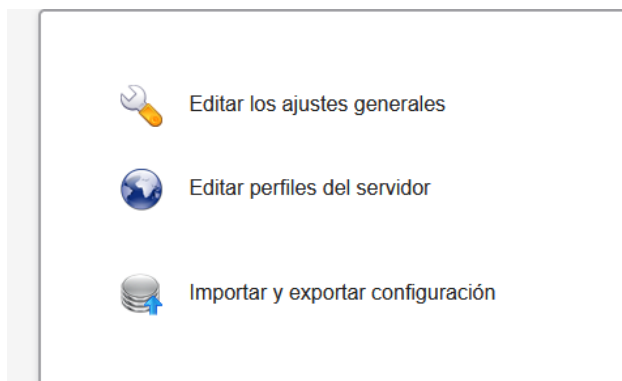 Editar los ajustes generales
Editar perfiles del servidor
Importar y exportar configuración